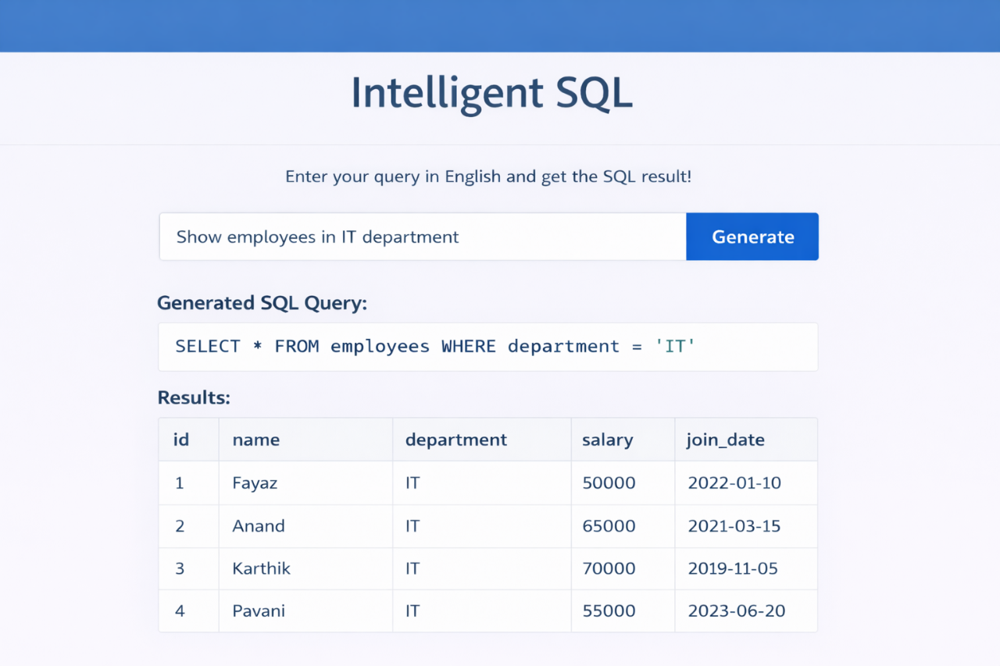 Intelligent SQL
Enter your query in English and get the SQL result!
Show employees in IT department
Generate
Generated SQL Query:
SELECT * FROM employees WHERE department = 'IT'
Results:
id name department salary join_date
1 Fayaz IT 50000 2022-01-10
2 Anand IT 65000 2021-03-15
3 Karthik IT 70000 2019-11-05
4 Pavani IT 55000 2023-06-20